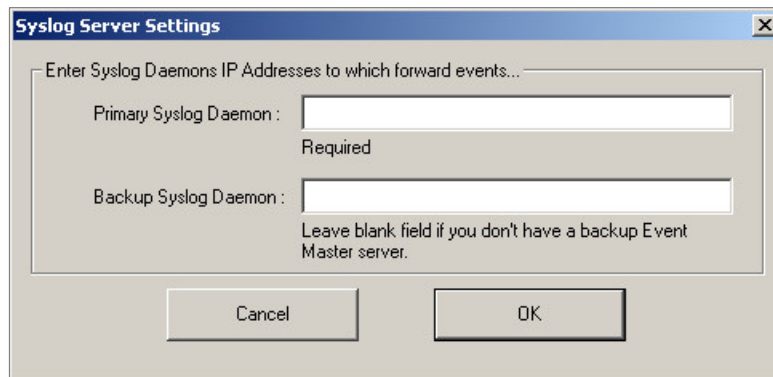 Syslog Server Settings
Enter Syslog Daemons IP Addresses to which forward events...
Primary Syslog Daemon :
Required
Backup Syslog Daemon :
Leave blank field if you don't have a backup Event
Master server.
Cancel
OK